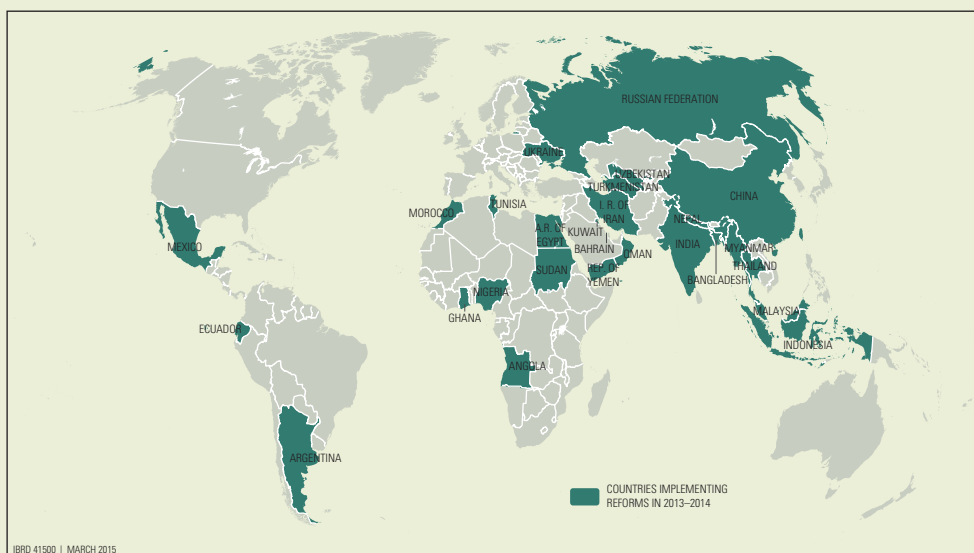 RUSSIAN FEDERATION
UKRAINE
UZBEKISTAN
TURKMENISTAN
CHINA
MOROCCO
TUNISIA
I. R. OF
IRAN
NEPAL
A.R. OF
EGYPT
KUWAIT
MEXICO
BAHRAIN
OMAN
INDIA
MYANMAR
SUDAN
REP. OF
YEMEN
THAILAND
BANGLADESH
NIGERIA
GHANA
MALAYSIA
ECUADOR
INDONESIA
ANGOLA
ARGENTINA
COUNTRIES IMPLEMENTING
REFORMS IN 2013–2014
IBRD 41500 | MARCH 2015